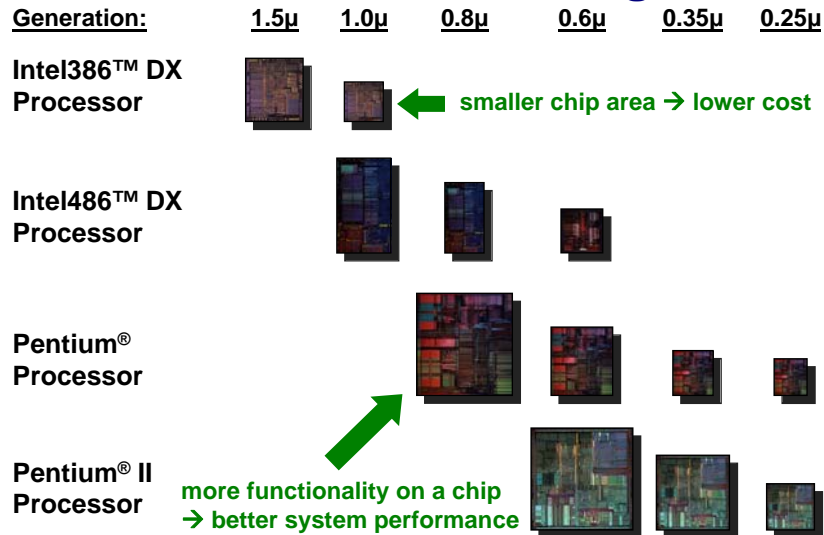 Generation: 1.5µ 1.0µ 0.8µ 0.6µ 0.35µ 0.25µ
Intel386™ DX
Processor
smaller chip area → lower cost
Intel486™ DX
Processor
Pentium®
Processor
Pentium® II
Processor
more functionality on a chip
→ better system performance